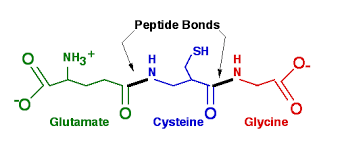 Peptide Bonds
NH₃⁺
H
N
SH
H
N
O
O⁻
O
⁻O
O
O
O
Glutamate
Cysteine
Glycine